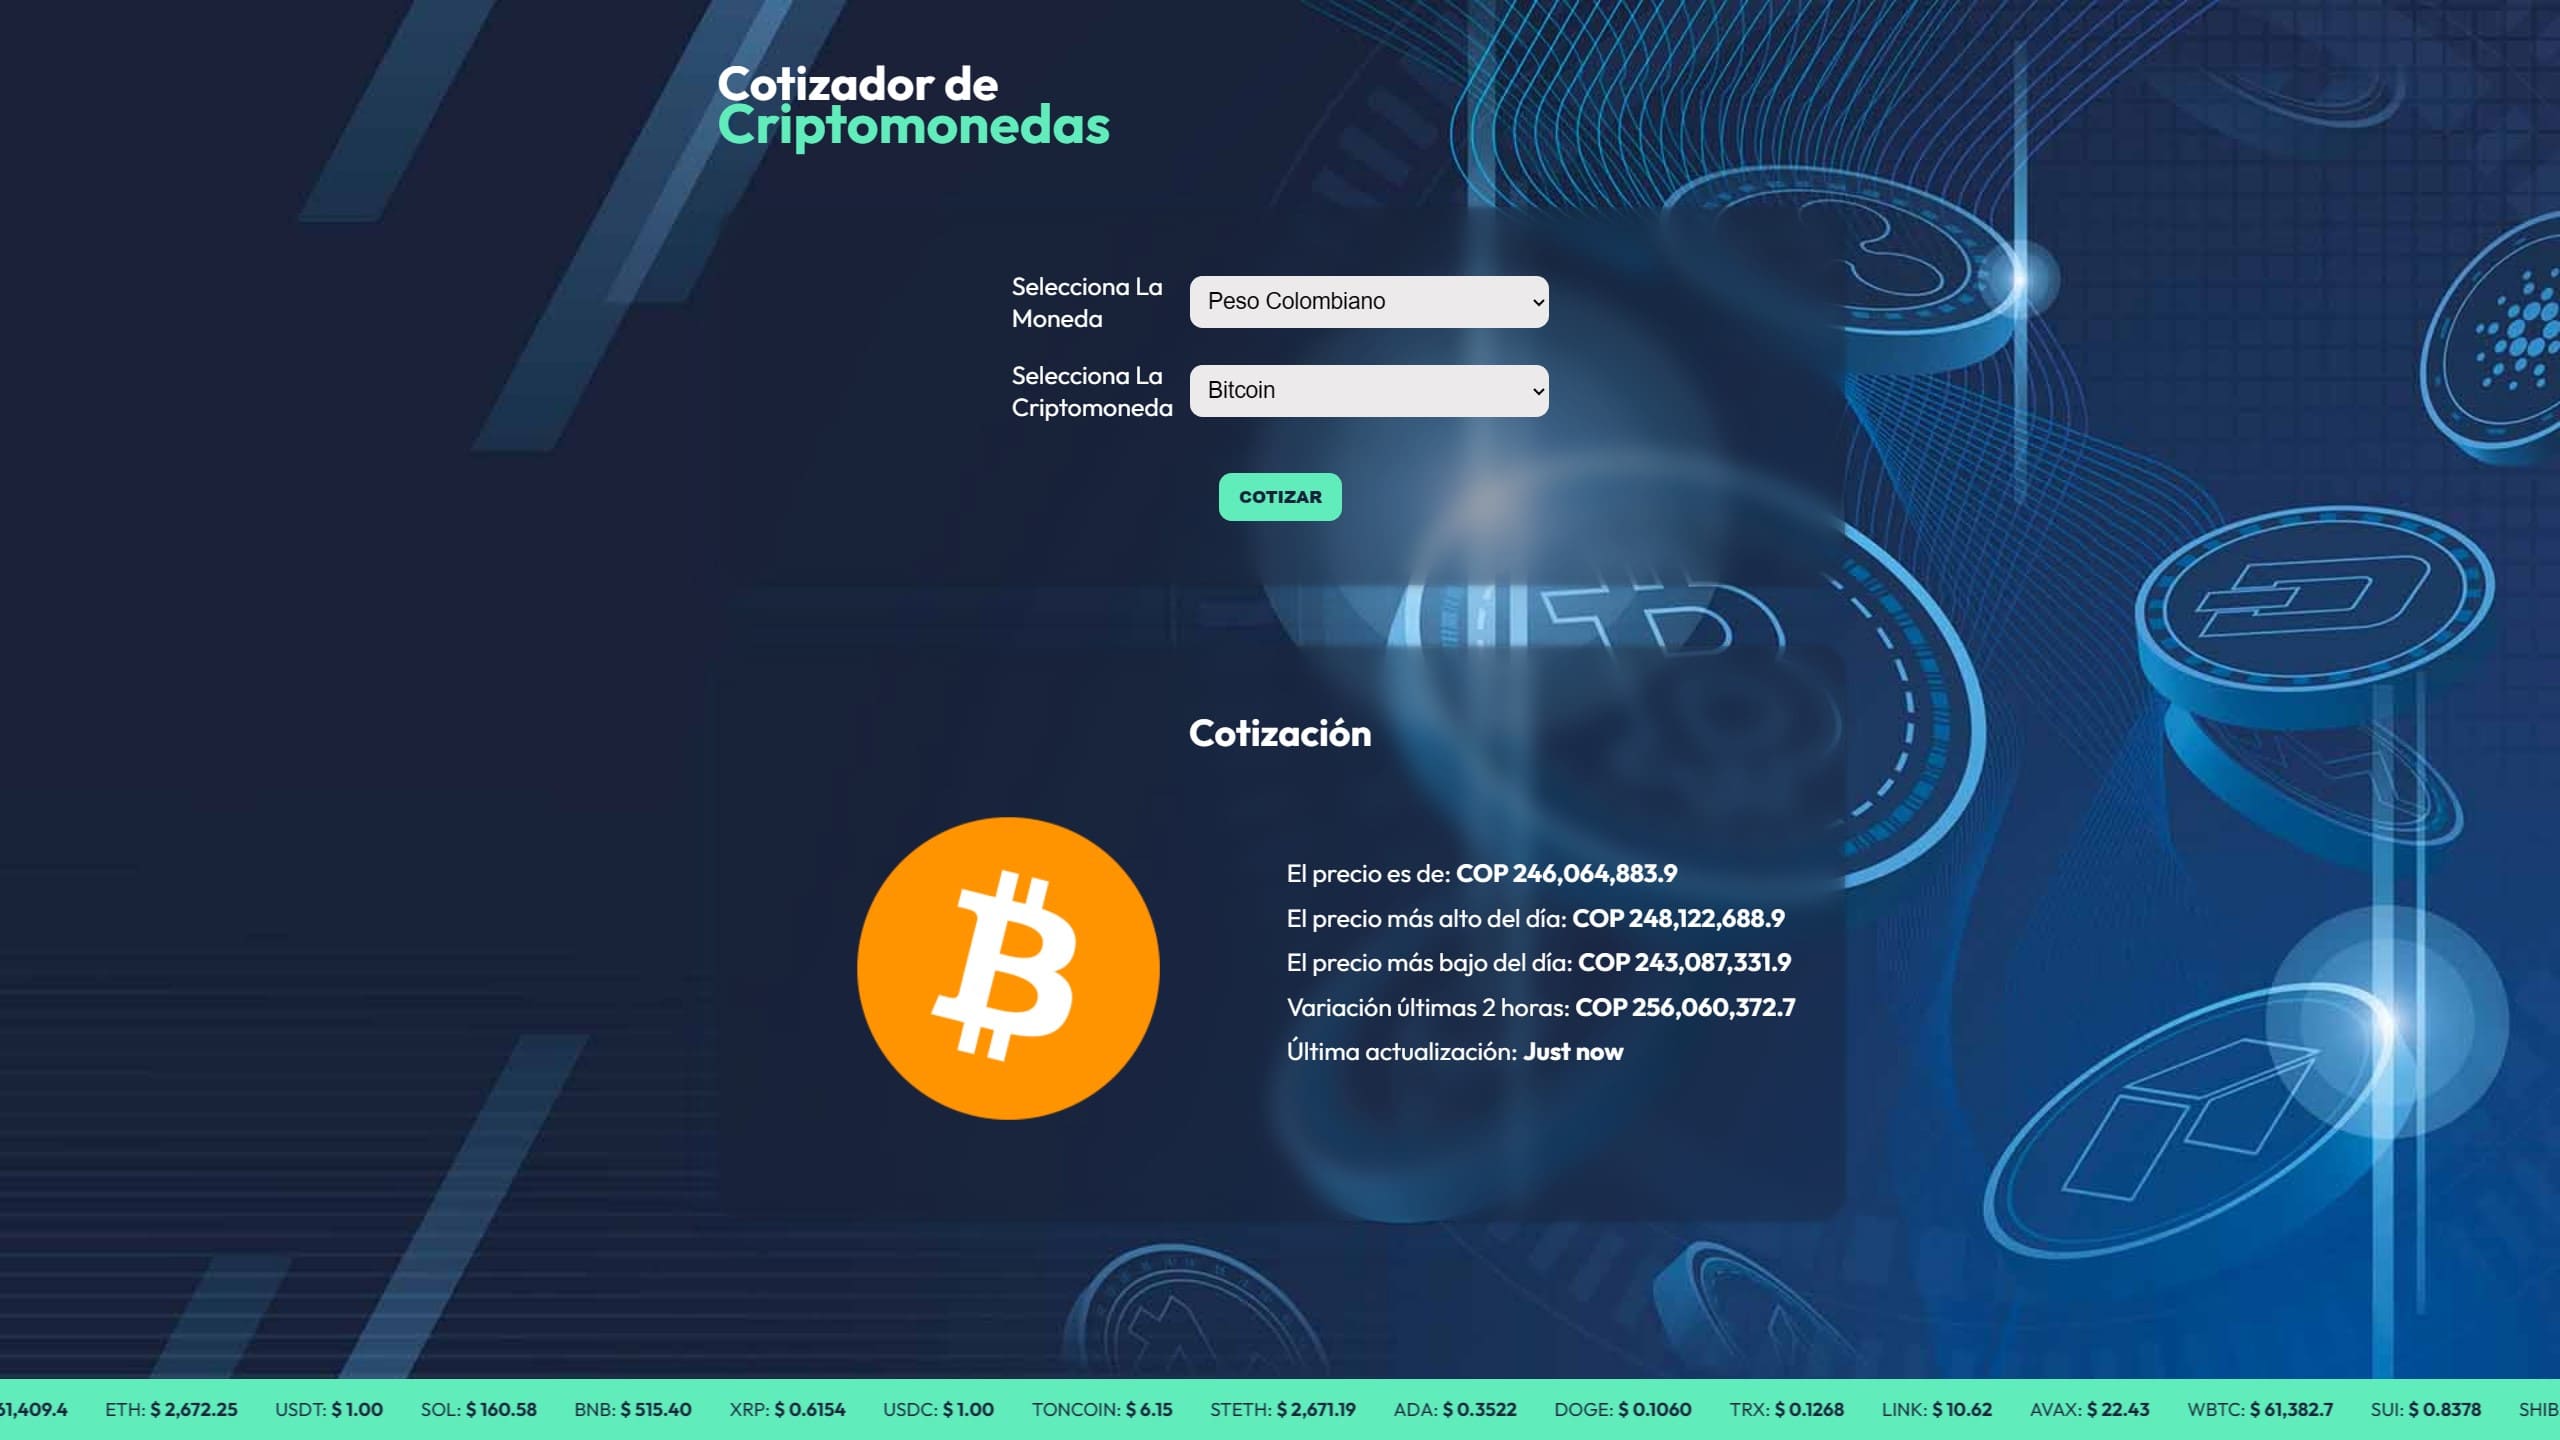 Cotizador de
Criptomonedas
Selecciona La
Moneda
Peso Colombiano
Selecciona La
Criptomoneda
Bitcoin
COTIZAR
Cotización
El precio es de: COP 246,064,883.9
El precio más alto del día: COP 248,122,688.9
El precio más bajo del día: COP 243,087,331.9
Variación últimas 2 horas: COP 256,060,372.7
Última actualización: Just now
61,409.4 ETH: $ 2,672.25 USDT: $ 1.00 SOL: $ 160.58 BNB: $ 515.40 XRP: $ 0.6154 USDC: $ 1.00 TONCOIN: $ 6.15 STETH: $ 2,671.19 ADA: $ 0.3522 DOGE: $ 0.1060 TRX: $ 0.1268 LINK: $ 10.62 AVAX: $ 22.43 WBTC: $ 61,382.7 SUI: $ 0.8378 SHIB